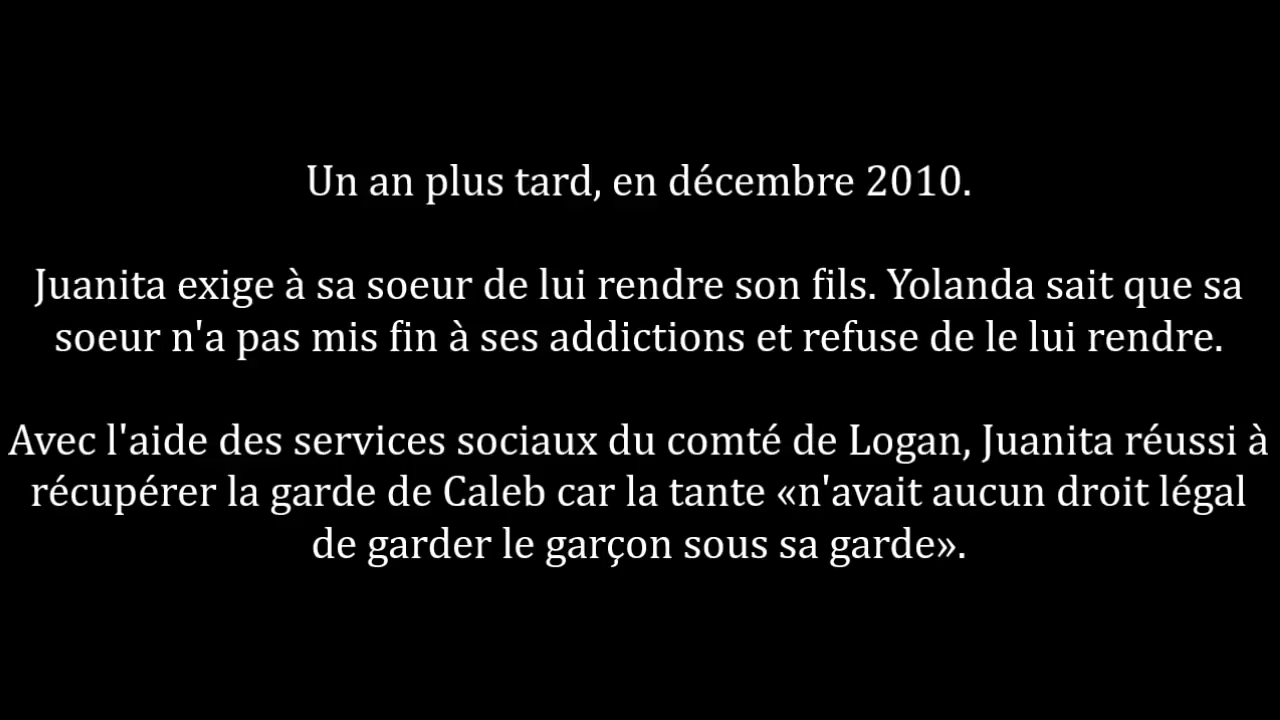 Un an plus tard, en décembre 2010.
Juanita exige à sa soeur de lui rendre son fils. Yolanda sait que sa
soeur n'a pas mis fin à ses addictions et refuse de le lui rendre.
Avec l'aide des services sociaux du comté de Logan, Juanita réussi à
récupérer la garde de Caleb car la tante «n'avait aucun droit légal
de garder le garçon sous sa garde».